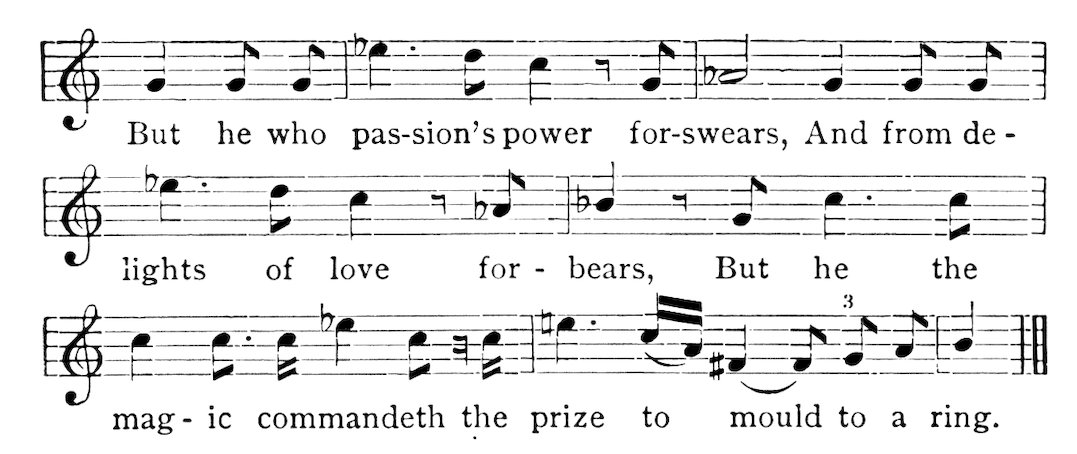 But he who pas-sion's power for-swears, And from de-
lights of love for-bears, But he the
3
mag-ic commandeth the prize to mould to a ring.